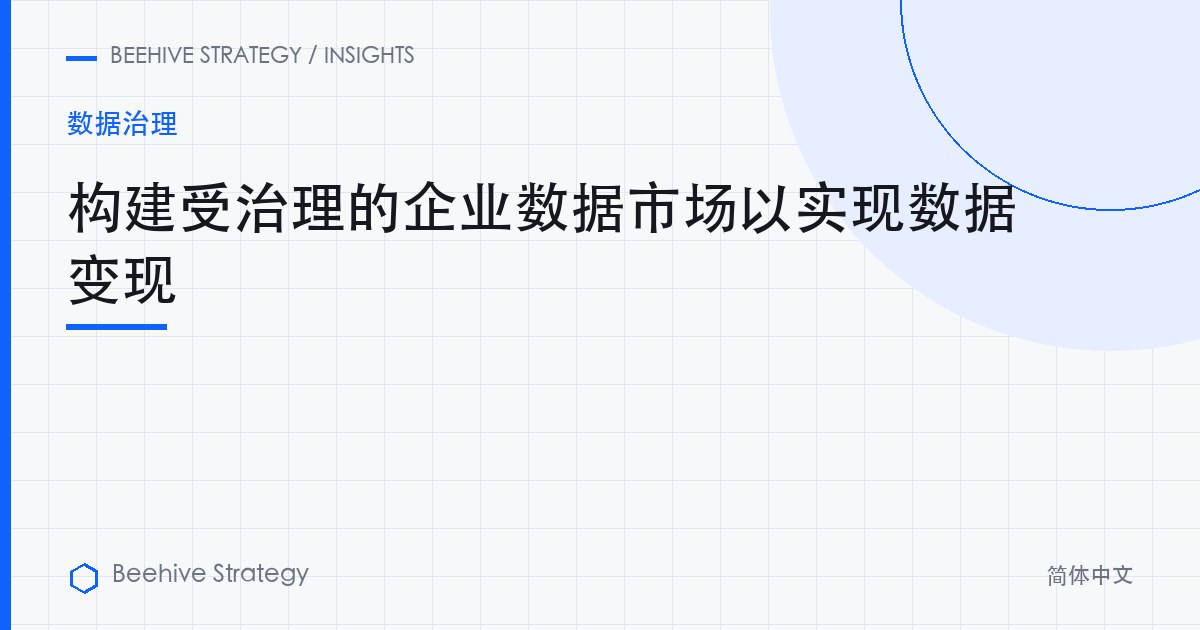 BEEHIVE STRATEGY / INSIGHTS
数据治理
构建受治理的企业数据市场以实现数据
变现
Beehive Strategy
简体中文